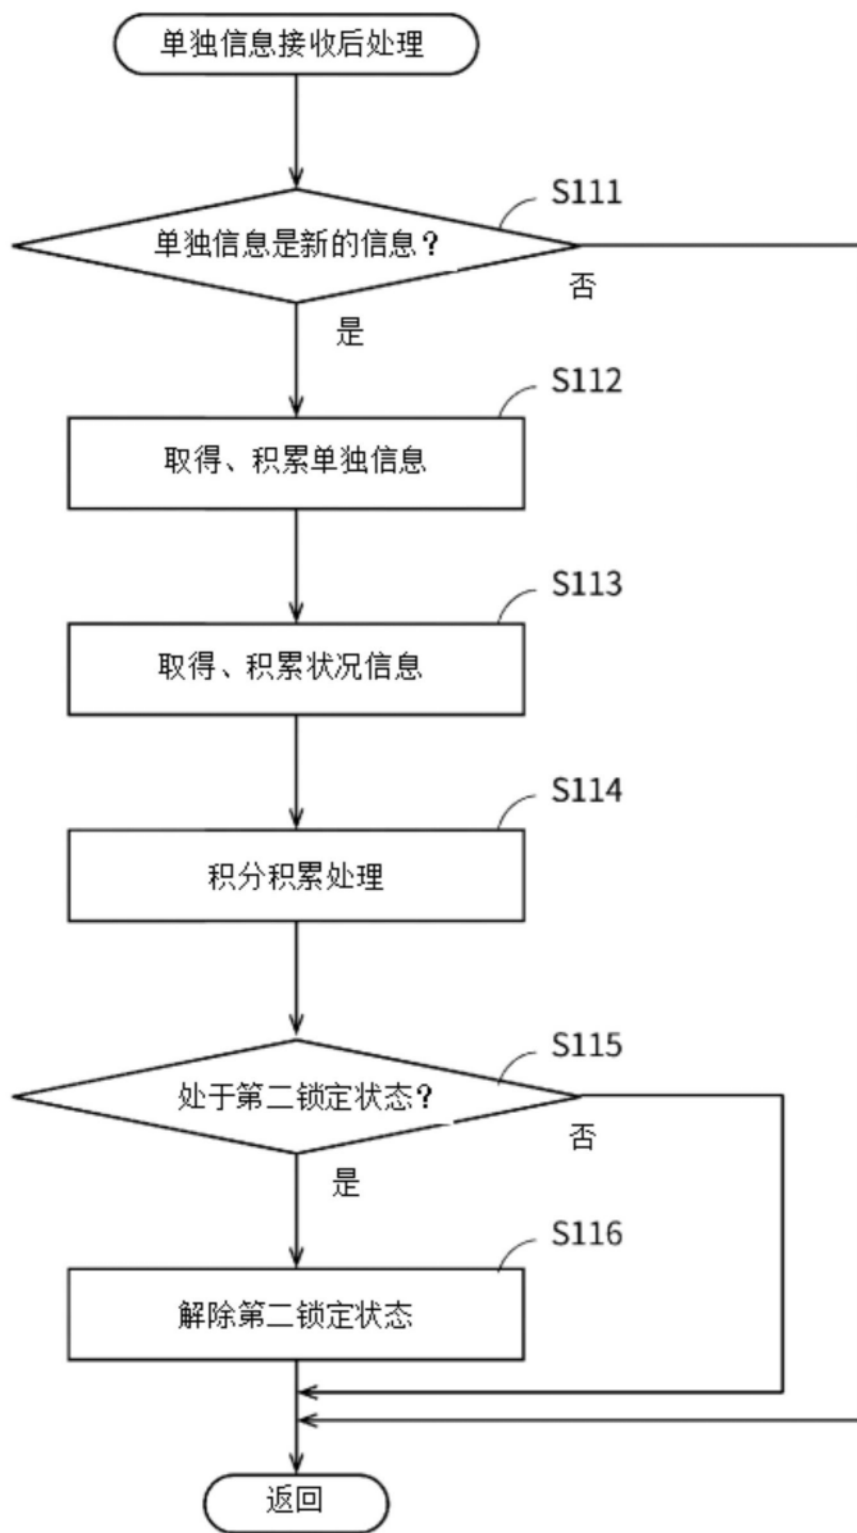 单独信息接收后处理
S111
单独信息是新的信息？
否
是
S112
取得、积累单独信息
S113
取得、积累状况信息
S114
积分积累处理
S115
处于第二锁定状态？
否
是
S116
解除第二锁定状态
返回